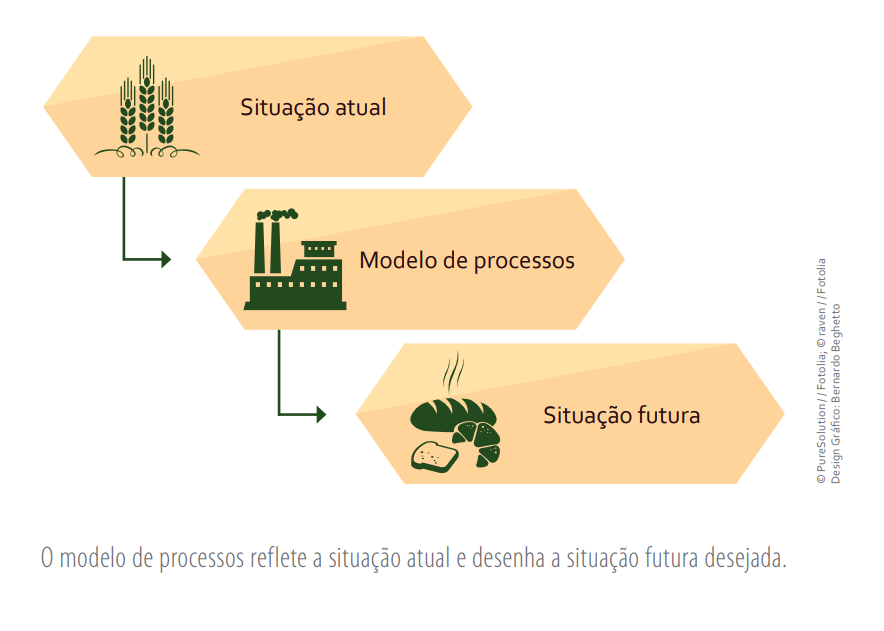 Situação atual
Modelo de processos
Situação futura
© PureSolution // Fotolia; © raven // Fotolia
Design Gráfico: Bernardo Beghetto
O modelo de processos reflete a situação atual e desenha a situação futura desejada.